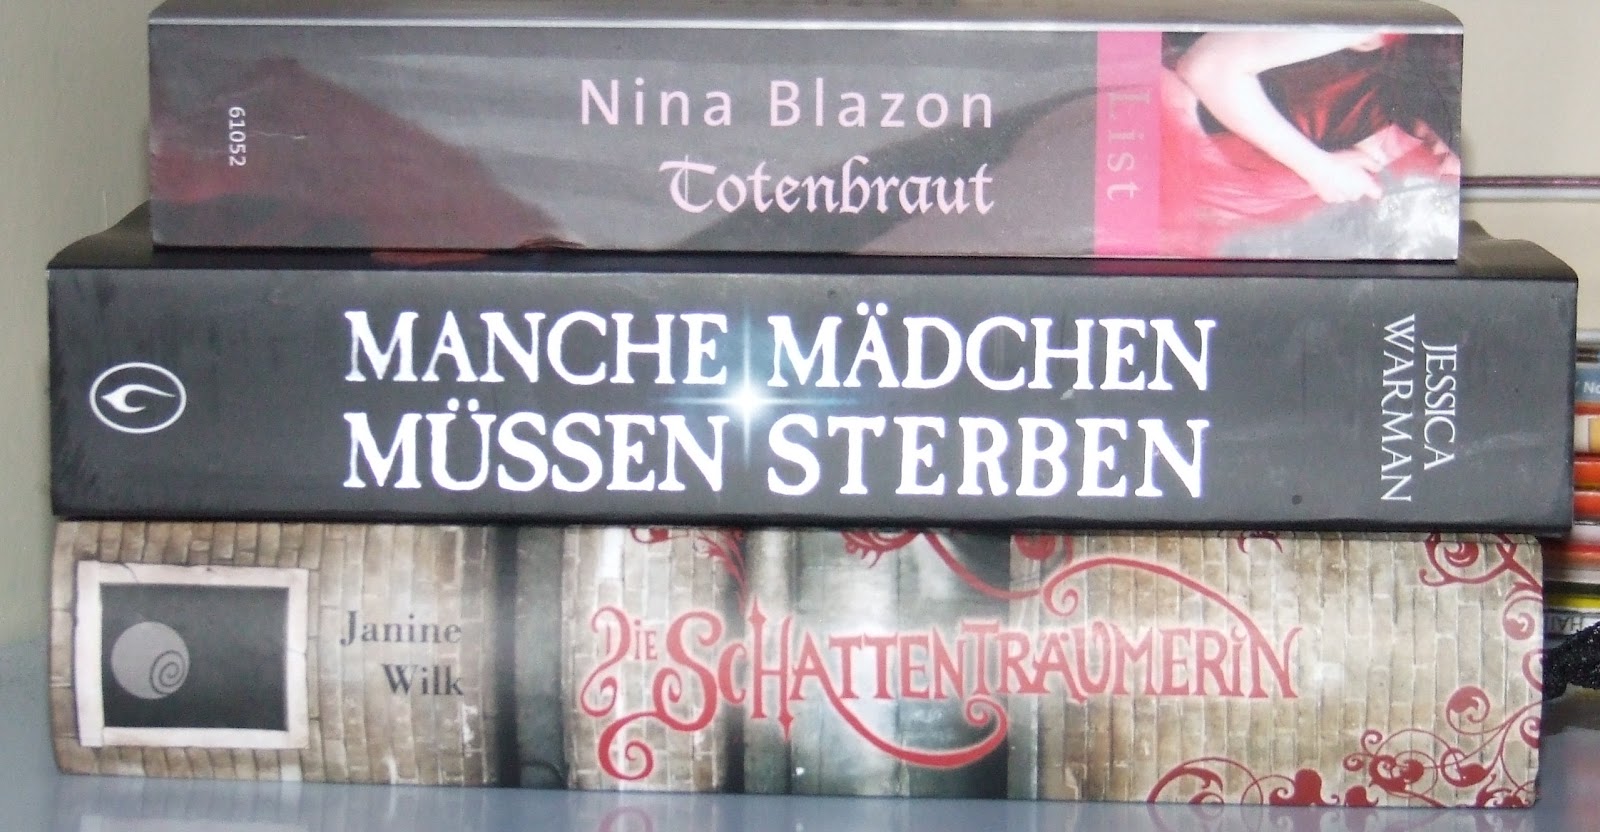 61052
Nina Blazon
Totenbraut
List
MANCHE MÄDCHEN
MÜSSEN STERBEN
JESSICA
WARMAN
Janine
Wilk
DIE SCHATTENTRÄUMERIN